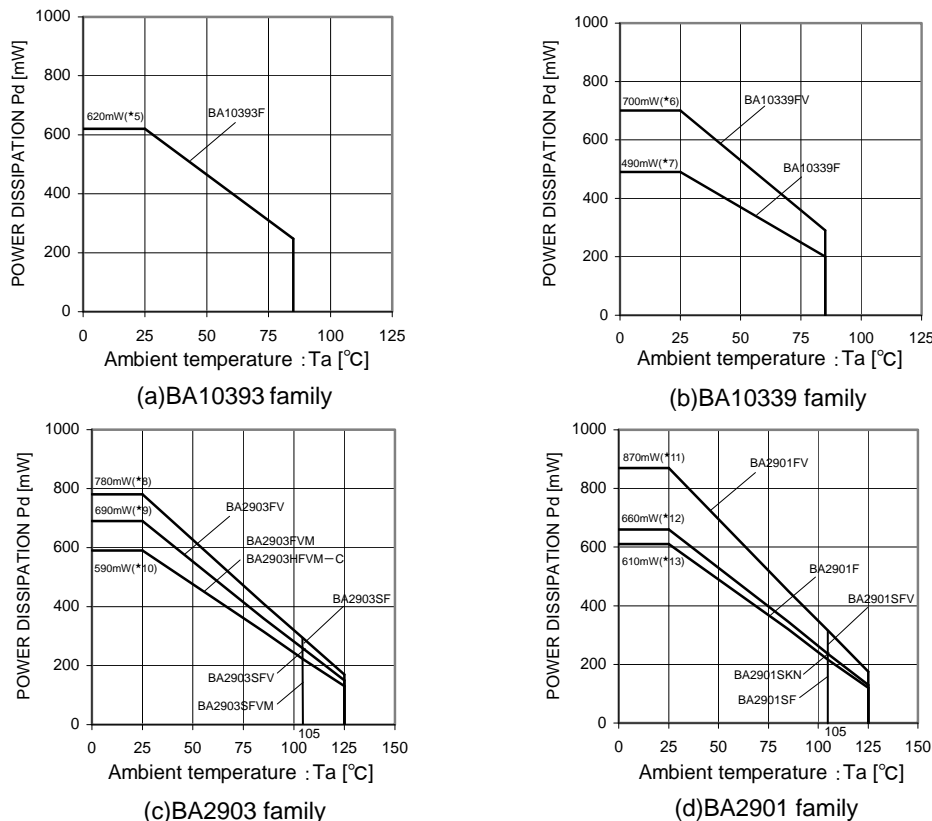 POWER DISSIPATION Pd [mW]
1000
800
600
400
200
0
620mW(★5)
BA10393F
0 25 50 75 100 125
Ambient temperature : Ta [℃]
(a)BA10393 family
POWER DISSIPATION Pd [mW]
1000
800
600
400
200
0
700mW(★6)
BA10339FV
490mW(★7)
BA10339F
0 25 50 75 100 125
Ambient temperature : Ta [℃]
(b)BA10339 family
POWER DISSIPATION Pd [mW]
1000
800
600
400
200
0
780mW(★8)
690mW(★9)
590mW(★10)
BA2903FV
BA2903FVM
BA2903HFVM－C
BA2903SF
BA2903SFV
BA2903SFVM
105
0 25 50 75 100 125 150
Ambient temperature : Ta [℃]
(c)BA2903 family
POWER DISSIPATION Pd [mW]
1000
800
600
400
200
0
870mW(★11)
BA2901FV
660mW(★12)
610mW(★13)
BA2901F
BA2901SFV
BA2901SKN
BA2901SF
105
0 25 50 75 100 125 150
Ambient temperature : Ta [℃]
(d)BA2901 family